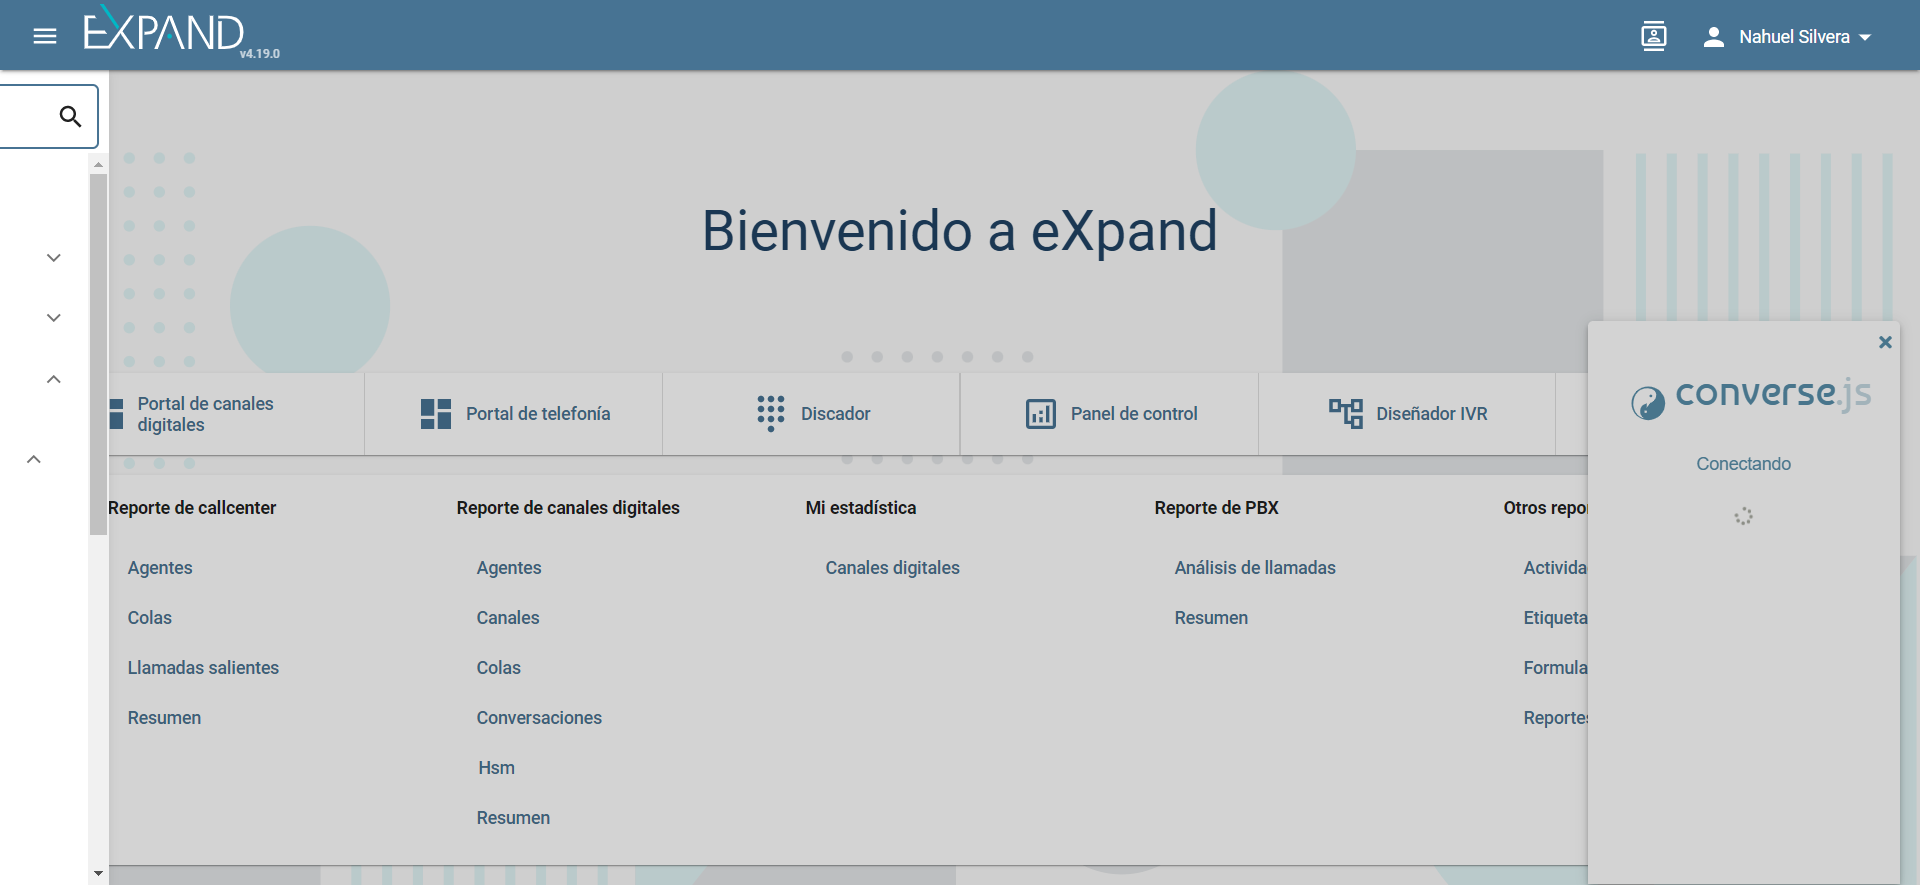 EXPAND
v4.19.0
Nahuel Silvera
Bienvenido a eXpand
Portal de canales
digitales
Portal de telefonía
Discador
Panel de control
Diseñador IVR
converse.js
Conectando
Reporte de callcenter
Agentes
Colas
Llamadas salientes
Resumen
Reporte de canales digitales
Agentes
Canales
Colas
Conversaciones
Hsm
Resumen
Mi estadística
Canales digitales
Reporte de PBX
Análisis de llamadas
Resumen
Otros repo
Activida
Etiqueta
Formula
Reportes